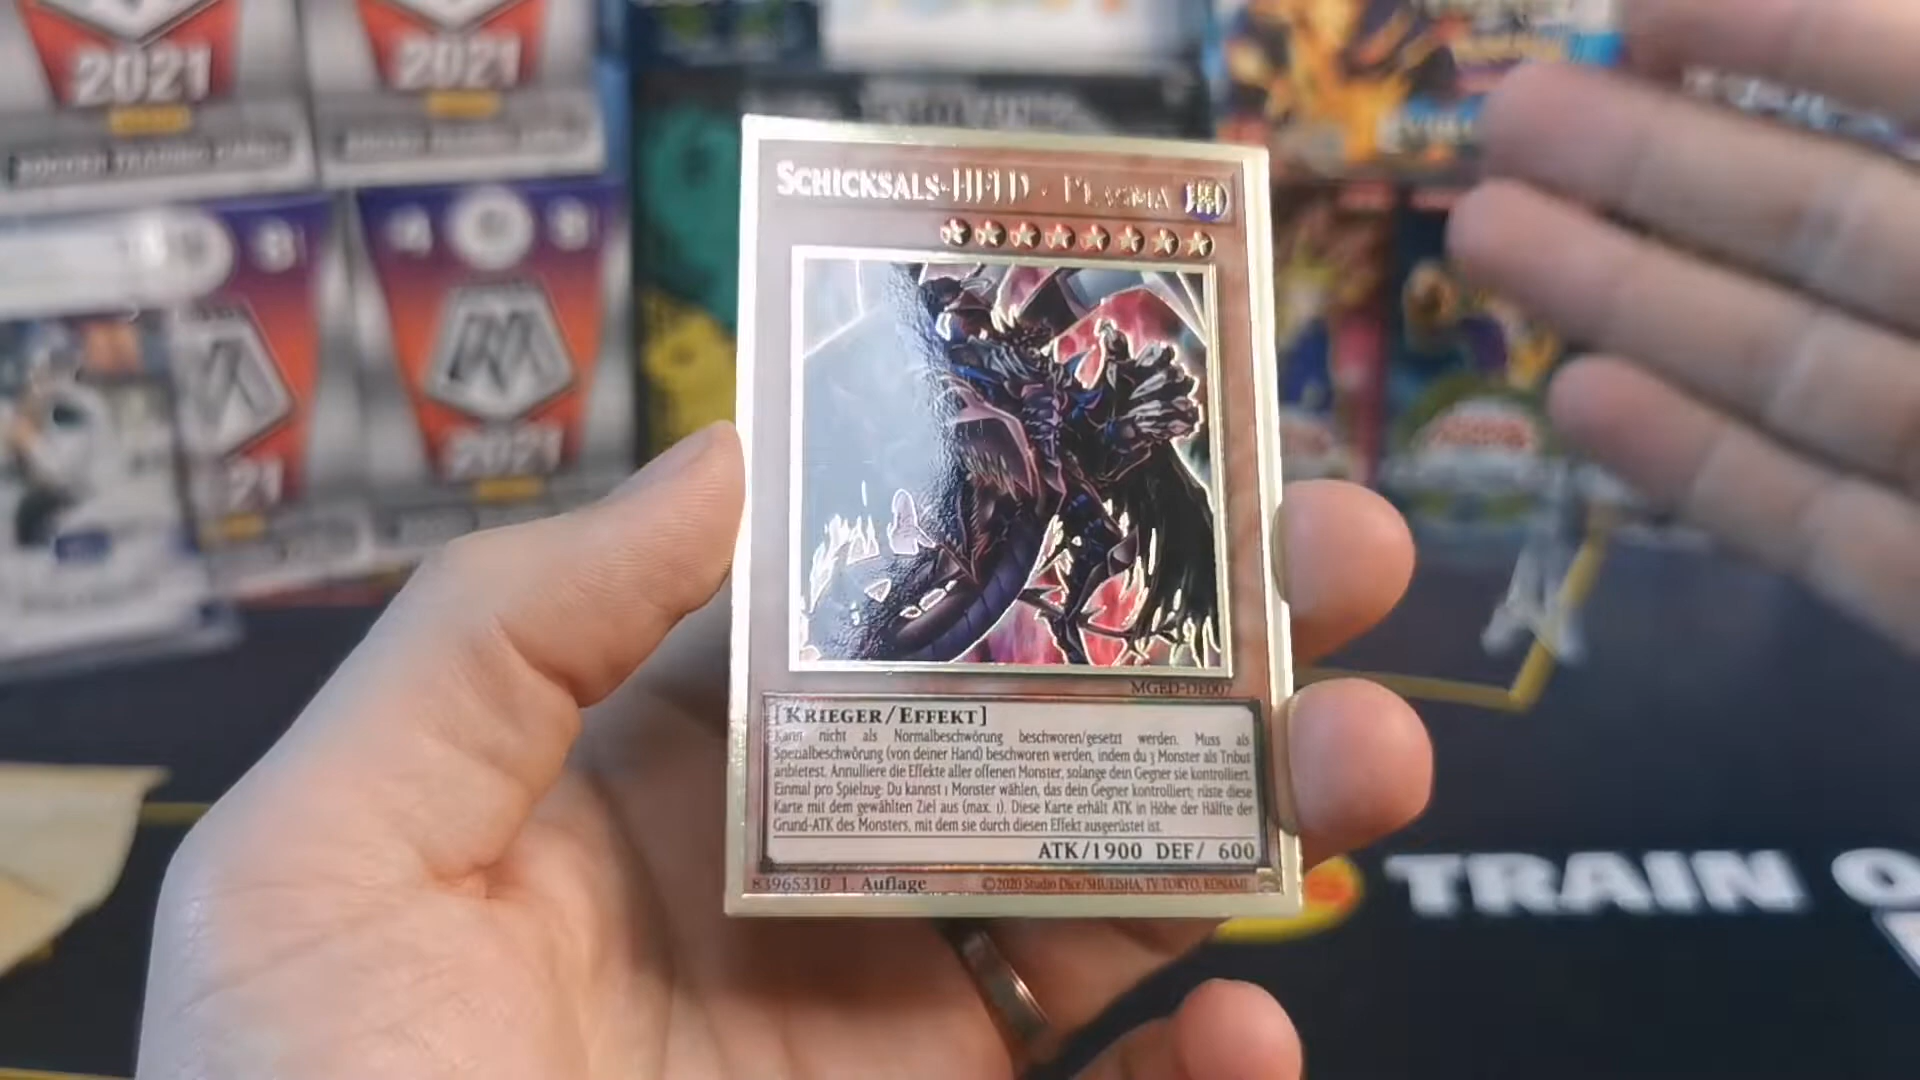 2021
2021
SOCCER TRADING CARDS
SCHICKSALS-HELD - PLASMA
2021
21
MGED-DE007
[KRIEGER/EFFEKT]
Kann nicht als Normalbeschwörung beschworen/gesetzt werden. Muss als
Spezialbeschwörung (von deiner Hand) beschworen werden, indem du 3 Monster als Tribut
anbietest. Annulliere die Effekte aller offenen Monster, solange dein Gegner sie kontrolliert.
Einmal pro Spielzug: Du kannst 1 Monster wählen, das dein Gegner kontrolliert; rüste diese
Karte mit dem gewählten Ziel aus (max. 1). Diese Karte erhält ATK in Höhe der Hälfte der
Grund-ATK des Monsters, mit dem sie durch diesen Effekt ausgerüstet ist.
ATK/1900 DEF/ 600
83965310 1. Auflage ©2020 Studio Dice/SHUEISHA, TV TOKYO, KONAMI
TRAIN O